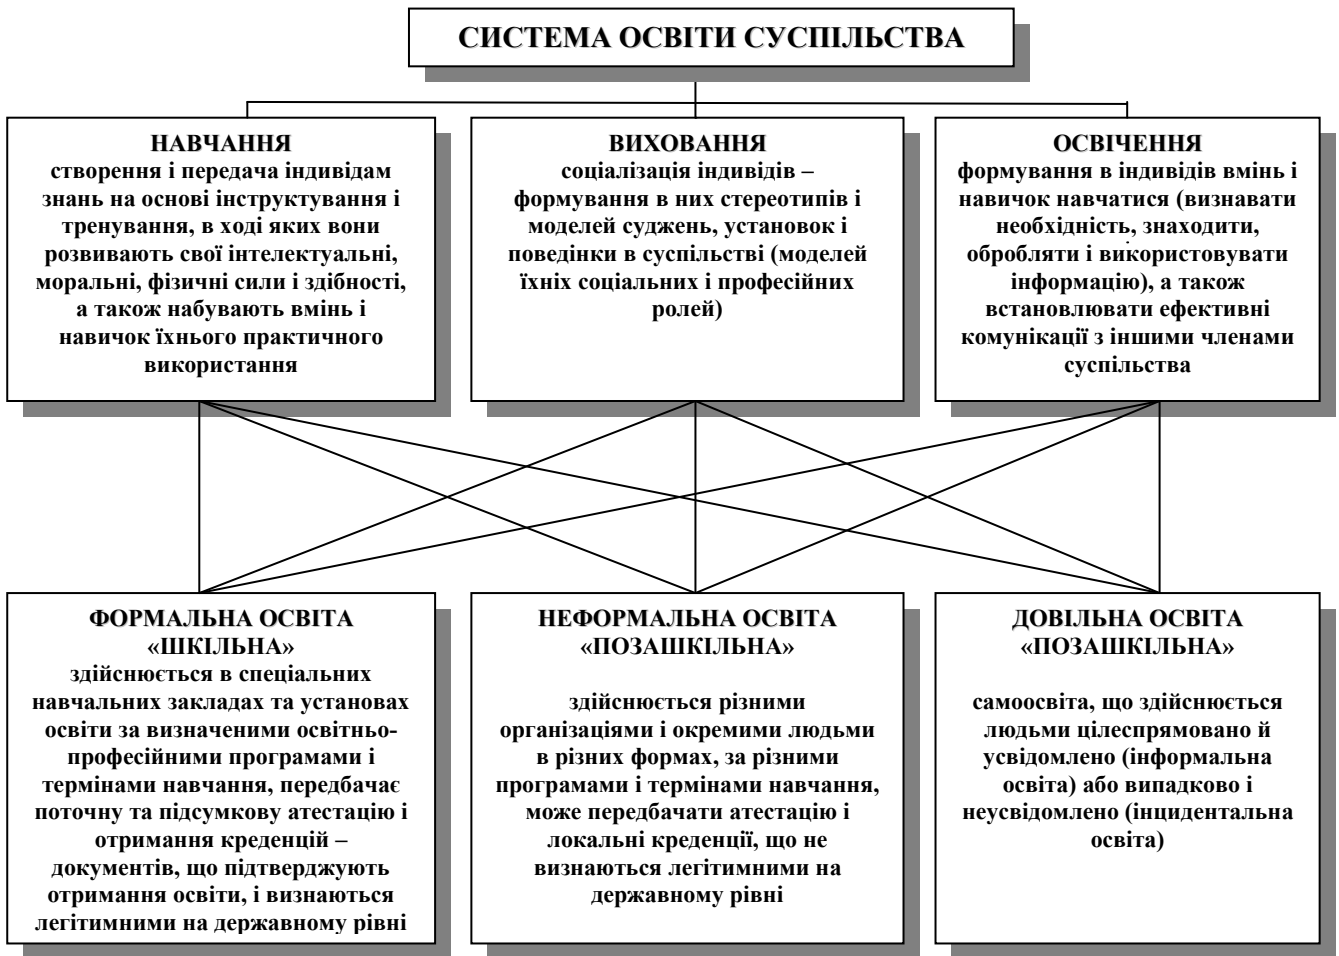 СИСТЕМА ОСВІТИ СУСПІЛЬСТВА
НАВЧАННЯ
створення і передача індивідам
знань на основі інструктування і
тренування, в ході яких вони
розвивають свої інтелектуальні,
моральні, фізичні сили і здібності,
а також набувають вмінь і
навичок їхнього практичного
використання
ВИХОВАННЯ
соціалізація індивідів –
формування в них стереотипів і
моделей суджень, установок і
поведінки в суспільстві (моделей
їхніх соціальних і професійних
ролей)
ОСВІЧЕННЯ
формування в індивідів вмінь і
навичок навчатися (визнавати
необхідність, знаходити,
обробляти і використовувати
інформацію), а також
встановлювати ефективні
комунікації з іншими членами
суспільства
ФОРМАЛЬНА ОСВІТА
«ШКІЛЬНА»
здійснюється в спеціальних
навчальних закладах та установах
освіти за визначеними освітньо-
професійними програмами і
термінами навчання, передбачає
поточну та підсумкову атестацію і
отримання креденцій –
документів, що підтверджують
отримання освіти, і визнаються
легітимними на державному рівні
НЕФОРМАЛЬНА ОСВІТА
«ПОЗАШКІЛЬНА»
здійснюється різними
організаціями і окремими людьми
в різних формах, за різними
програмами і термінами навчання,
може передбачати атестацію і
локальні креденції, що не
визнаються легітимними на
державному рівні
ДОВІЛЬНА ОСВІТА
«ПОЗАШКІЛЬНА»
самоосвіта, що здійснюється
людьми цілеспрямовано й
усвідомлено (інформальна
освіта) або випадково і
неусвідомлено (інцидентальна
освіта)